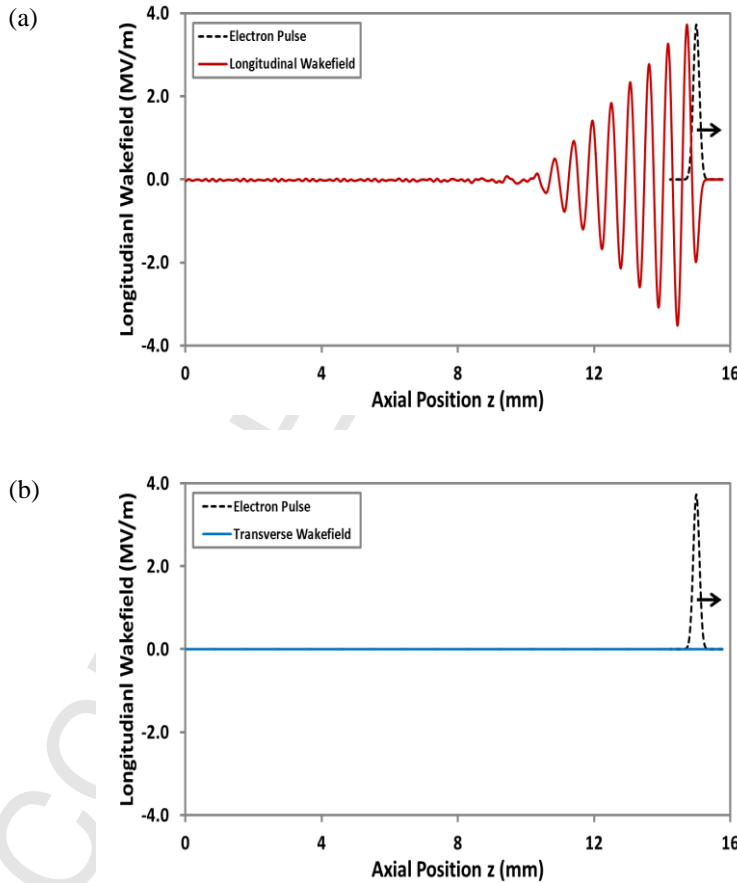 (a)
4.0
Electron Pulse
Longitudinal Wakefield
2.0
0.0
-2.0
-4.0
Longitudianl Wakefield (MV/m)
0 4 8 12 16
Axial Position z (mm)
(b)
4.0
Electron Pulse
Transverse Wakefield
2.0
0.0
-2.0
-4.0
Longitudianl Wakefield (MV/m)
0 4 8 12 16
Axial Position z (mm)